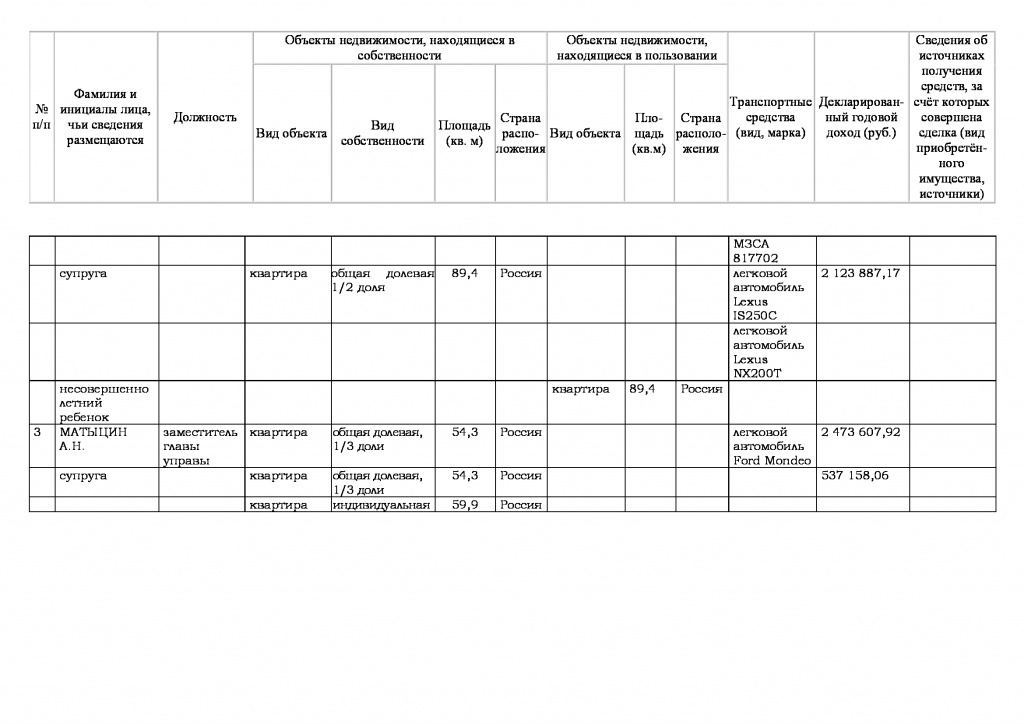 №
п/п
Фамилия и
инициалы лица,
чьи сведения
размещаются
Должность
Объекты недвижимости, находящиеся в
собственности
Вид объекта
Вид
собственности
Площадь
(кв. м)
Страна
распо-
ложения
Объекты недвижимости,
находящиеся в пользовании
Вид объекта
Пло-
щадь
(кв.м)
Страна
располо-
жения
Транспортные
средства
(вид, марка)
Декларирован-
ный годовой
доход (руб.)
Сведения об
источниках
получения
средств, за
счёт которых
совершена
сделка (вид
приобретён-
ного
имущества,
источники)
МЗСА
817702
супруга
квартира
общая долевая
1/2 доля
89,4
Россия
легковой
автомобиль
Lexus
IS250C
2 123 887,17
легковой
автомобиль
Lexus
NX200T
несовершенно
летний
ребенок
квартира
89,4
Россия
3
МАТЫЦИН
А.Н.
заместитель
главы
управы
квартира
общая долевая,
1/3 доли
54,3
Россия
легковой
автомобиль
Ford Mondeo
2 473 607,92
супруга
квартира
общая долевая,
1/3 доли
54,3
Россия
537 158,06
квартира
индивидуальная
59,9
Россия